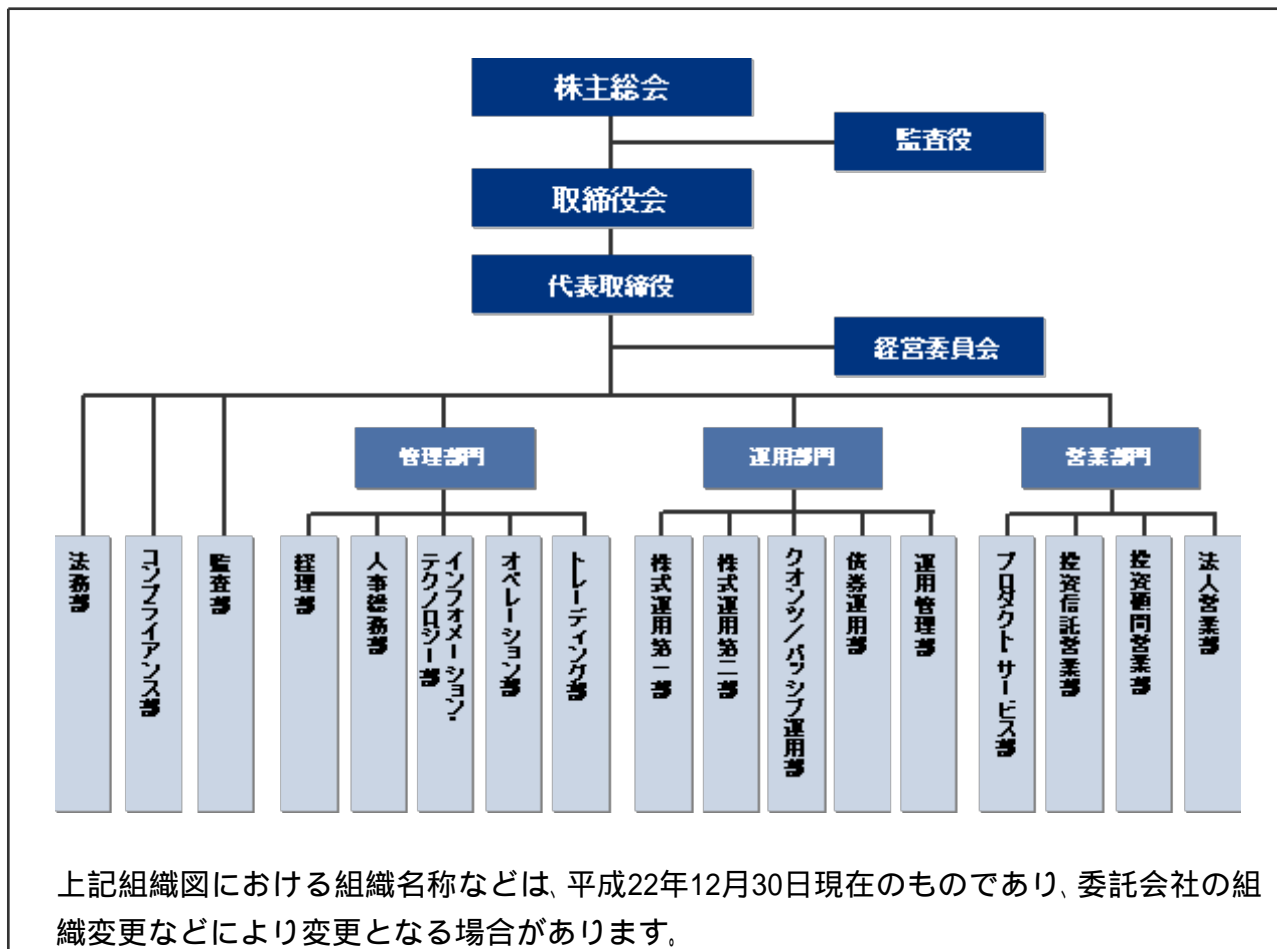 株主総会
監査役
取締役会
代表取締役
経営委員会
管理部門
運用部門
営業部門
法務部
コンプライアンス部
監査部
経理部
人事総務部
インフォメーション・
テクノロジー部
オペレーション部
トレーディング部
株式運用第一部
株式運用第二部
クオンツ/パッシブ運用部
債券運用部
運用管理部
プロダクト・サービス部
投資信託営業部
投資顧問営業部
法人営業部
上記組織図における組織名称などは、平成22年12月30日現在のものであり、委託会社の組
織変更などにより変更となる場合があります。